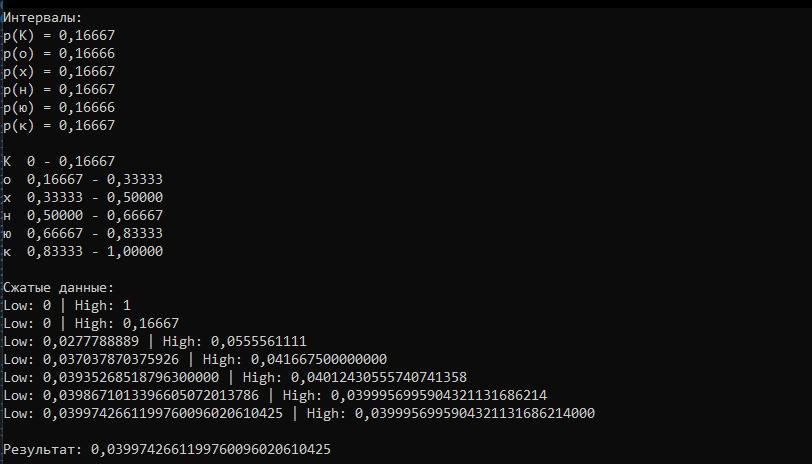 Интервалы:
p(К) = 0,16667
p(о) = 0,16666
p(х) = 0,16667
p(н) = 0,16667
p(ю) = 0,16666
p(к) = 0,16667
К 0 - 0,16667
о 0,16667 - 0,33333
х 0,33333 - 0,50000
н 0,50000 - 0,66667
ю 0,66667 - 0,83333
к 0,83333 - 1,00000
Сжатые данные:
Low: 0 | High: 1
Low: 0 | High: 0,16667
Low: 0,0277788889 | High: 0,0555561111
Low: 0,037037870375926 | High: 0,041667500000000
Low: 0,03935268518796300000 | High: 0,04012430555740741358
Low: 0,0398671013396605072013786 | High: 0,0399956995904321131686214
Low: 0,039974266119976009602061​0425 | High: 0,0399956995904321131686214000
Результат: 0,0399742661199760096020610425